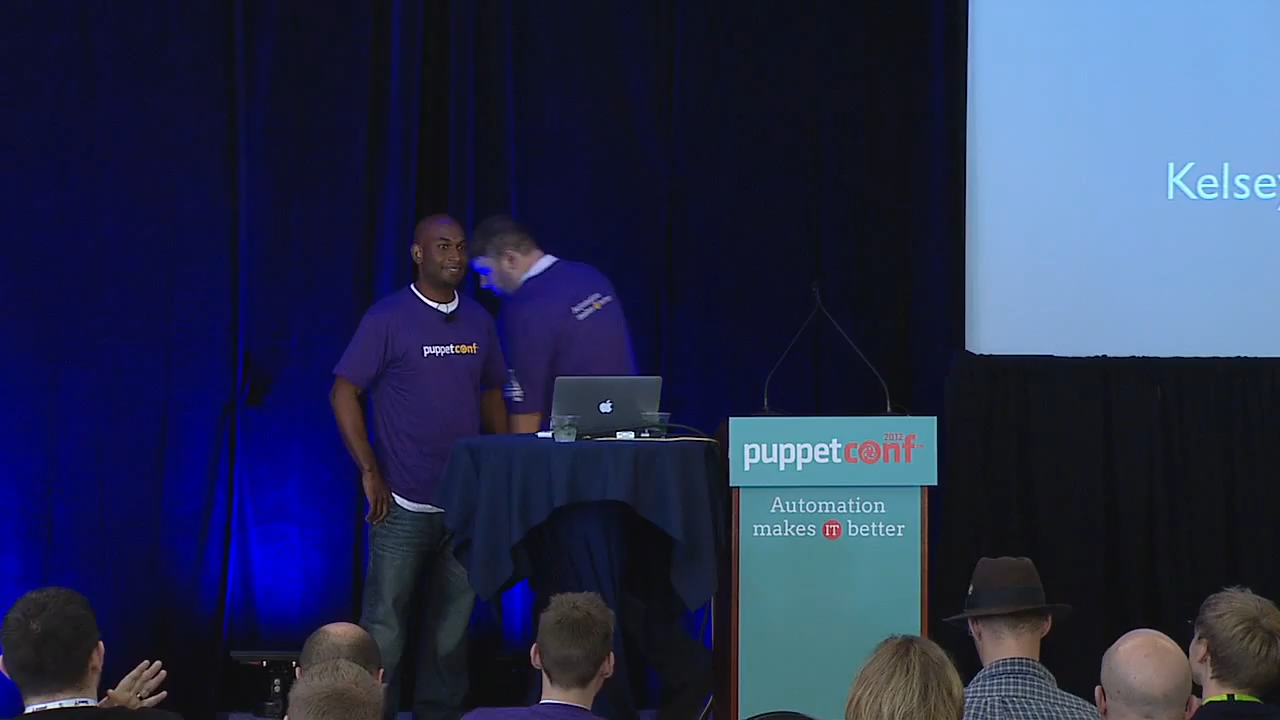 Kelsey
puppetconf
puppetconf
2012
Automation
makes IT better